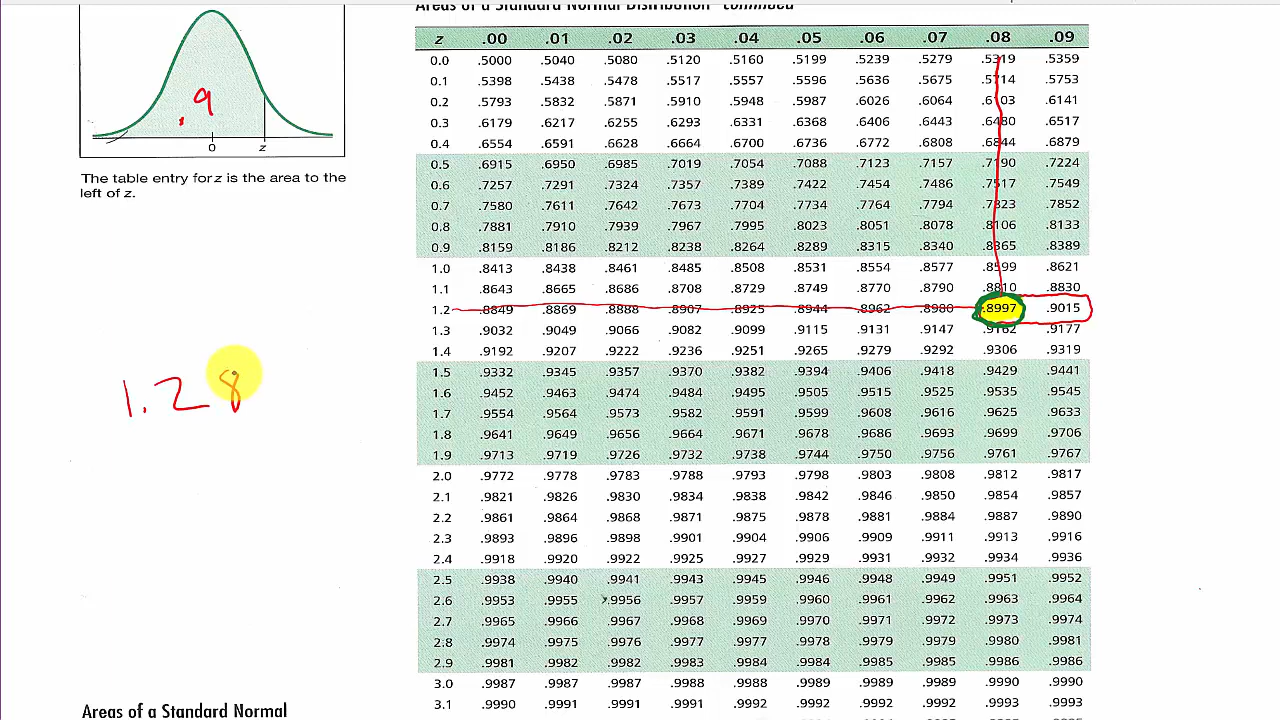 Areas of a Standard Normal Distribution continued
z .00 .01 .02 .03 .04 .05 .06 .07 .08 .09
0.0 .5000 .5040 .5080 .5120 .5160 .5199 .5239 .5279 .5319 .5359
0.1 .5398 .5438 .5478 .5517 .5557 .5596 .5636 .5675 .5714 .5753
0.2 .5793 .5832 .5871 .5910 .5948 .5987 .6026 .6064 .6103 .6141
0.3 .6179 .6217 .6255 .6293 .6331 .6368 .6406 .6443 .6480 .6517
0.4 .6554 .6591 .6628 .6664 .6700 .6736 .6772 .6808 .6844 .6879
0.5 .6915 .6950 .6985 .7019 .7054 .7088 .7123 .7157 .7190 .7224
0.6 .7257 .7291 .7324 .7357 .7389 .7422 .7454 .7486 .7517 .7549
0.7 .7580 .7611 .7642 .7673 .7704 .7734 .7764 .7794 .7823 .7852
0.8 .7881 .7910 .7939 .7967 .7995 .8023 .8051 .8078 .8106 .8133
0.9 .8159 .8186 .8212 .8238 .8264 .8289 .8315 .8340 .8365 .8389
1.0 .8413 .8438 .8461 .8485 .8508 .8531 .8554 .8577 .8599 .8621
1.1 .8643 .8665 .8686 .8708 .8729 .8749 .8770 .8790 .8810 .8830
1.2 .8849 .8869 .8888 .8907 .8925 .8944 .8962 .8980 .8997 .9015
1.3 .9032 .9049 .9066 .9082 .9099 .9115 .9131 .9147 .9162 .9177
1.4 .9192 .9207 .9222 .9236 .9251 .9265 .9279 .9292 .9306 .9319
1.5 .9332 .9345 .9357 .9370 .9382 .9394 .9406 .9418 .9429 .9441
1.6 .9452 .9463 .9474 .9484 .9495 .9505 .9515 .9525 .9535 .9545
1.7 .9554 .9564 .9573 .9582 .9591 .9599 .9608 .9616 .9625 .9633
1.8 .9641 .9649 .9656 .9664 .9671 .9678 .9686 .9693 .9699 .9706
1.9 .9713 .9719 .9726 .9732 .9738 .9744 .9750 .9756 .9761 .9767
2.0 .9772 .9778 .9783 .9788 .9793 .9798 .9803 .9808 .9812 .9817
2.1 .9821 .9826 .9830 .9834 .9838 .9842 .9846 .9850 .9854 .9857
2.2 .9861 .9864 .9868 .9871 .9875 .9878 .9881 .9884 .9887 .9890
2.3 .9893 .9896 .9898 .9901 .9904 .9906 .9909 .9911 .9913 .9916
2.4 .9918 .9920 .9922 .9925 .9927 .9929 .9931 .9932 .9934 .9936
2.5 .9938 .9940 .9941 .9943 .9945 .9946 .9948 .9949 .9951 .9952
2.6 .9953 .9955 .9956 .9957 .9959 .9960 .9961 .9962 .9963 .9964
2.7 .9965 .9966 .9967 .9968 .9969 .9970 .9971 .9972 .9973 .9974
2.8 .9974 .9975 .9976 .9977 .9977 .9978 .9979 .9979 .9980 .9981
2.9 .9981 .9982 .9982 .9983 .9984 .9984 .9985 .9985 .9986 .9986
3.0 .9987 .9987 .9987 .9988 .9988 .9989 .9989 .9989 .9990 .9990
3.1 .9990 .9991 .9991 .9991 .9992 .9992 .9992 .9992 .9993 .9993
.9
0 z
The table entry for z is the area to the
left of z.
1.28
Areas of a Standard Normal